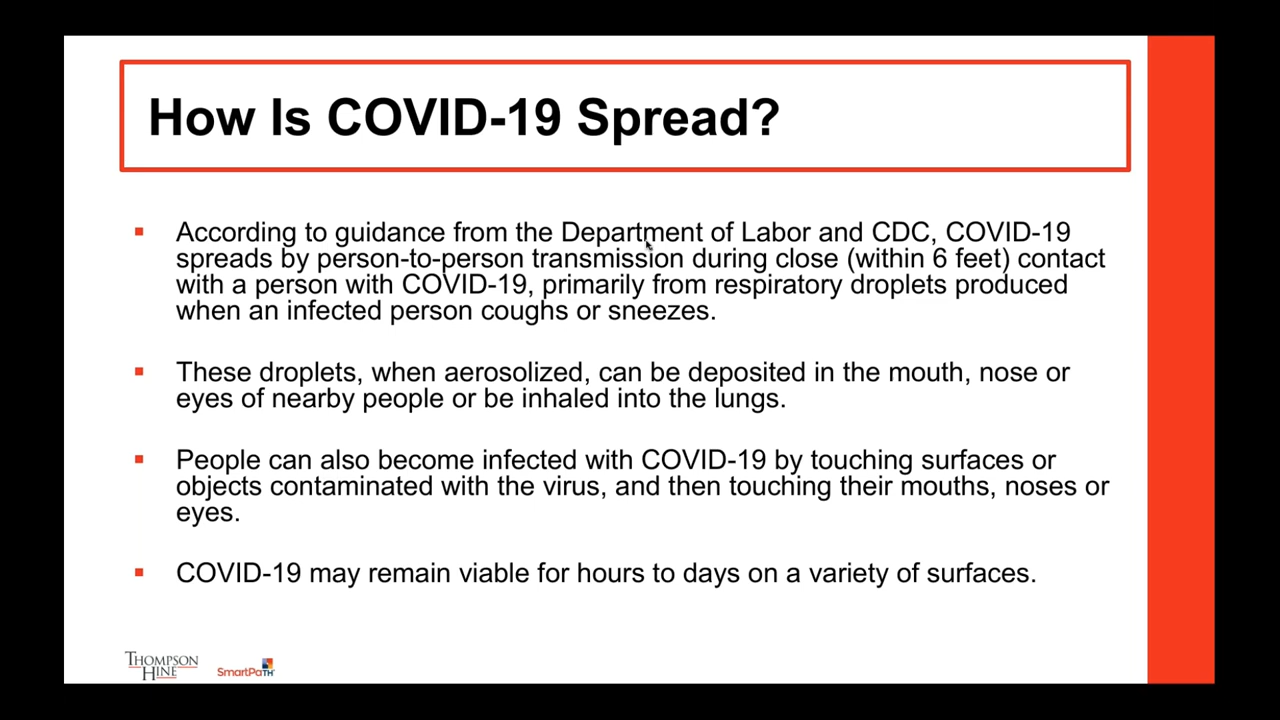 How Is COVID-19 Spread?
▪ According to guidance from the Department of Labor and CDC, COVID-19
spreads by person-to-person transmission during close (within 6 feet) contact
with a person with COVID-19, primarily from respiratory droplets produced
when an infected person coughs or sneezes.
▪ These droplets, when aerosolized, can be deposited in the mouth, nose or
eyes of nearby people or be inhaled into the lungs.
▪ People can also become infected with COVID-19 by touching surfaces or
objects contaminated with the virus, and then touching their mouths, noses or
eyes.
▪ COVID-19 may remain viable for hours to days on a variety of surfaces.
THOMPSON
HINE
SmartPaTH